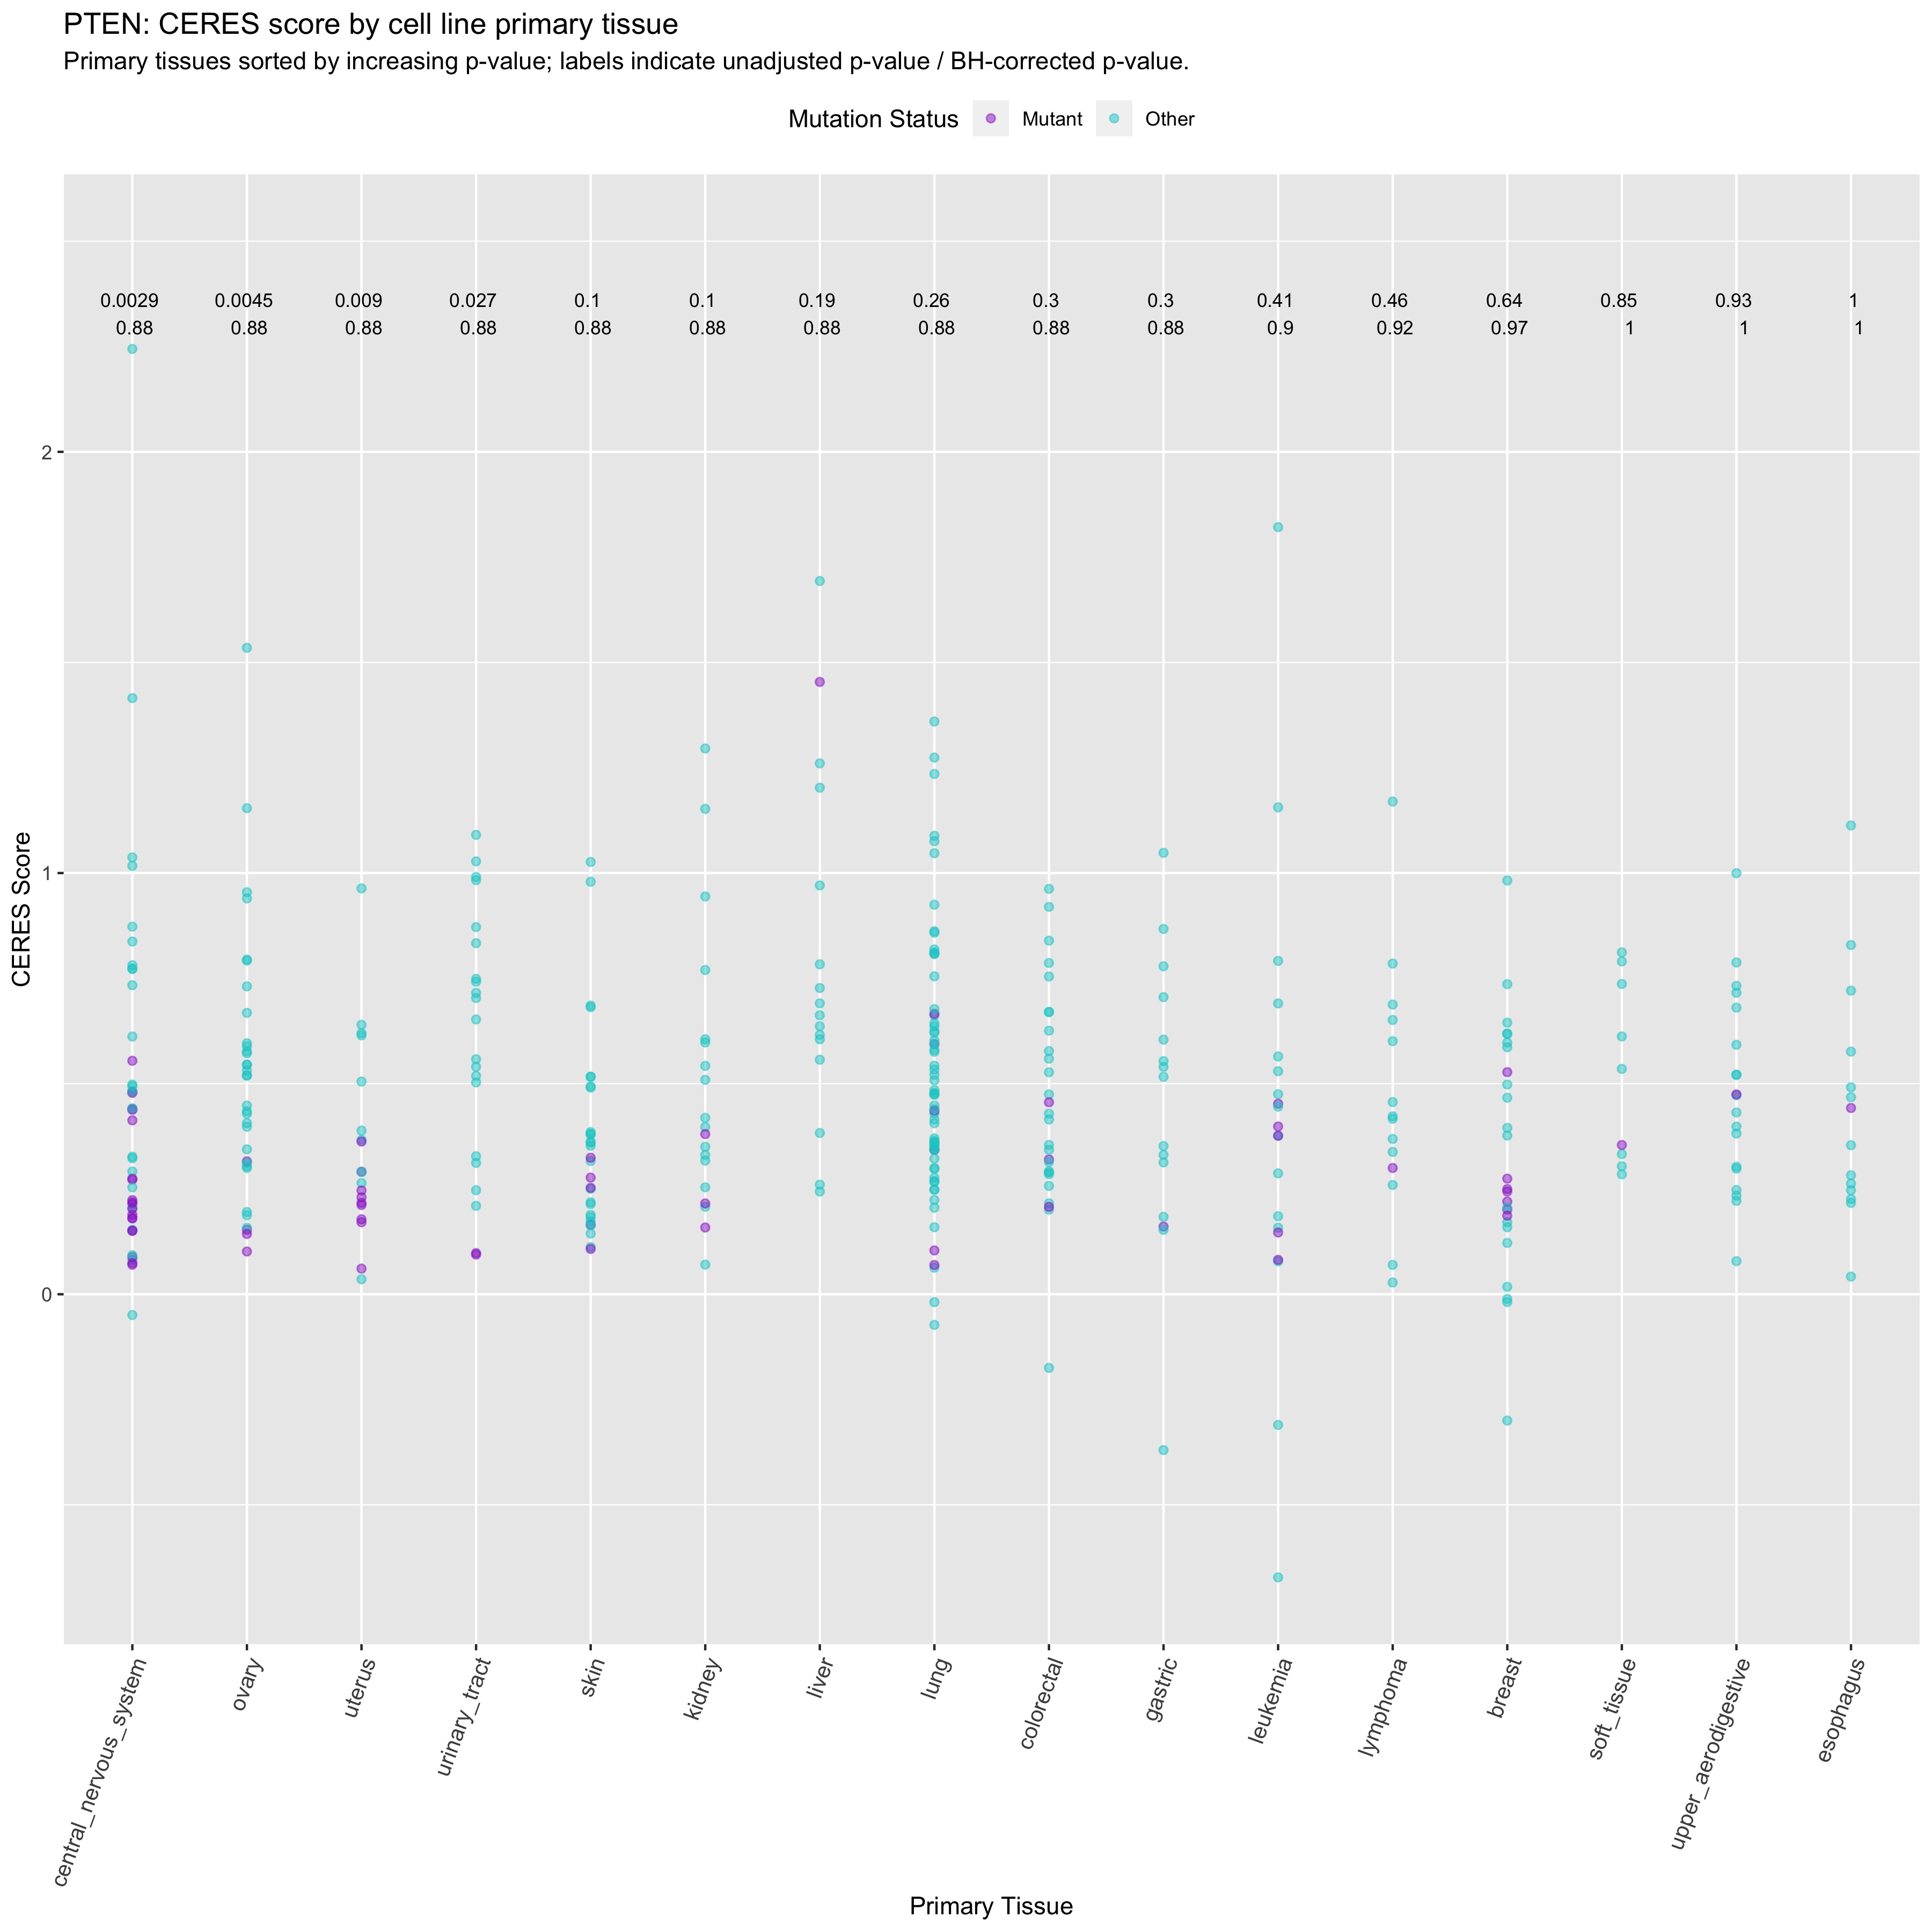 PTEN: CERES score by cell line primary tissue
Primary tissues sorted by increasing p-value; labels indicate unadjusted p-value / BH-corrected p-value.
Mutation Status Mutant Other
0.0029 0.0045 0.009 0.027 0.1 0.1 0.19 0.26 0.3 0.3 0.41 0.46 0.64 0.85 0.93 1
0.88 0.88 0.88 0.88 0.88 0.88 0.88 0.88 0.88 0.88 0.9 0.92 0.97 1 1 1
2
1
0
CERES Score
central_nervous_system
ovary
uterus
urinary_tract
skin
kidney
liver
lung
colorectal
gastric
leukemia
lymphoma
breast
soft_tissue
upper_aerodigestive
esophagus
Primary Tissue